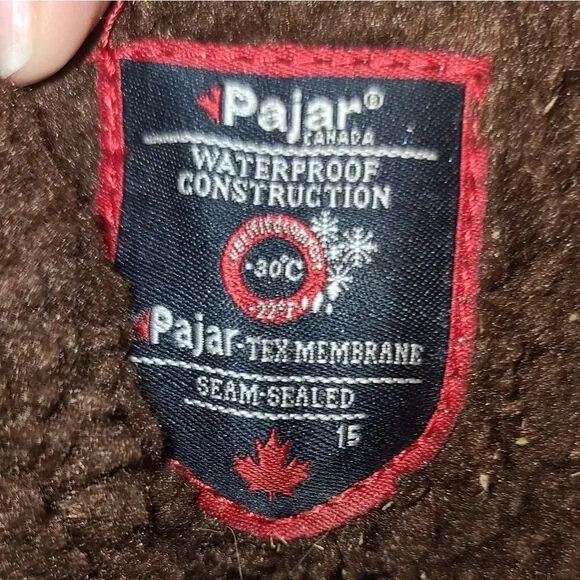 Pajar®
CANADA
WATERPROOF
CONSTRUCTION
-30°C
-22°F
Pajar-TEX MEMBRANE
SEAM-SEALED
15